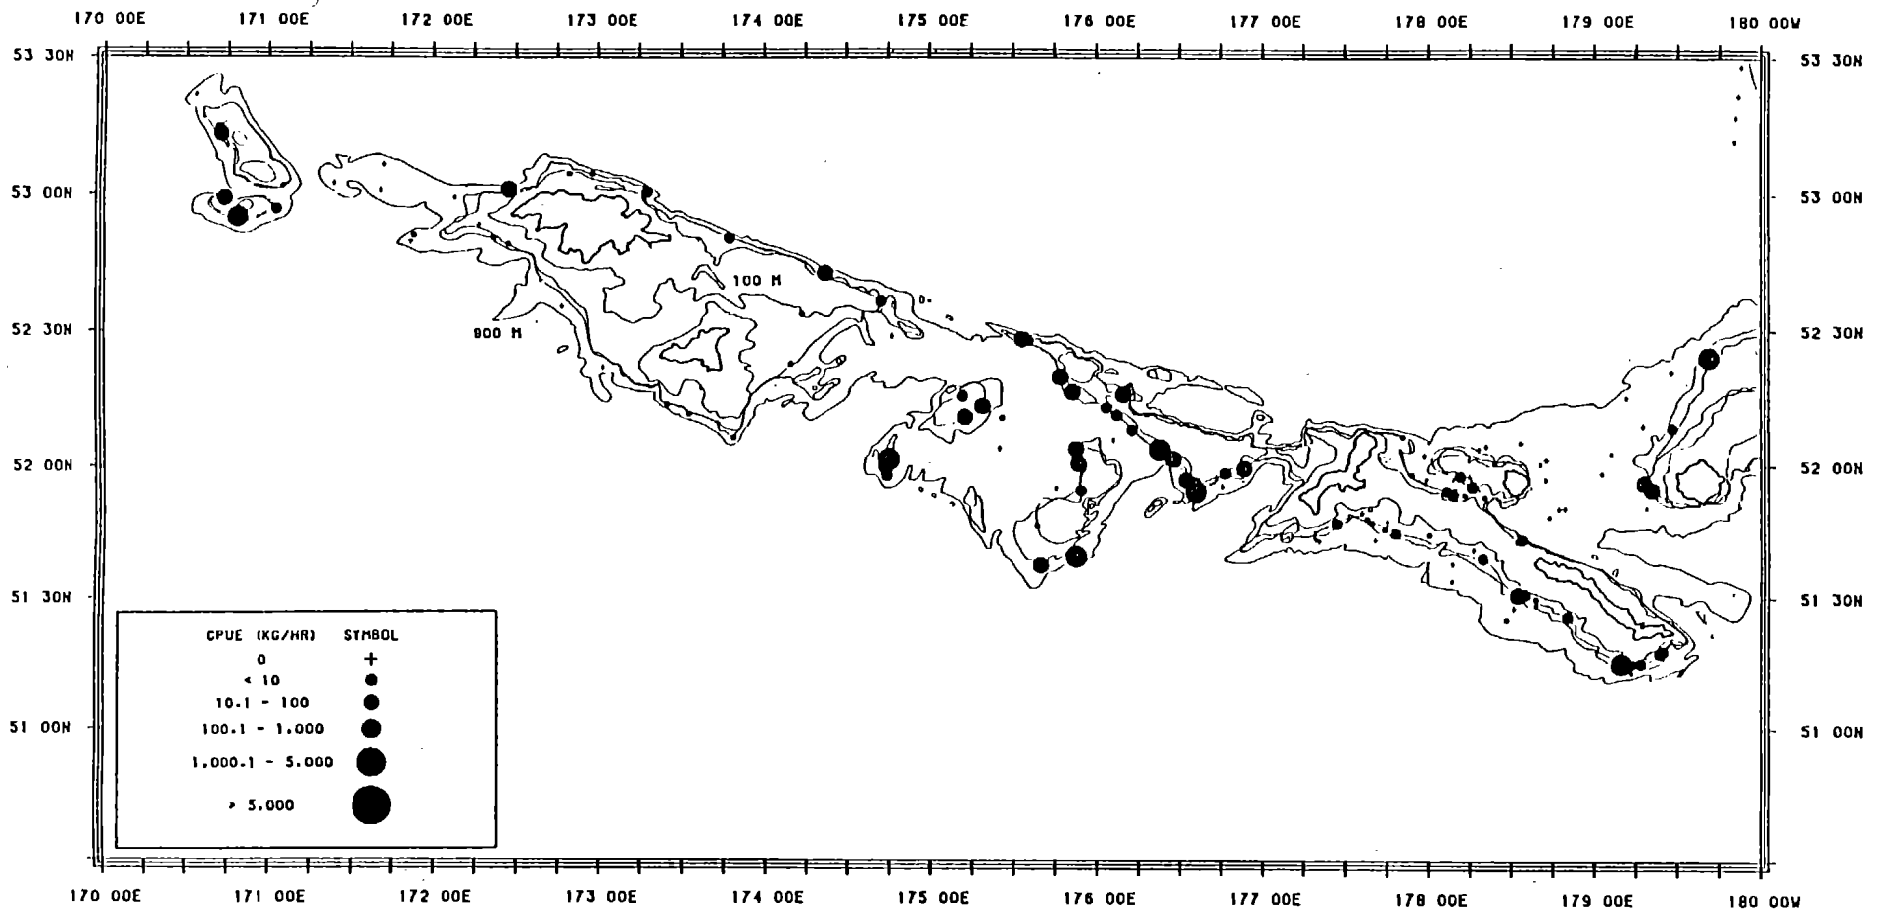 170 00E 171 00E 172 00E 173 00E 174 00E 175 00E 176 00E 177 00E 178 00E 179 00E 180 00W
53 30N 53 30N
53 00N 53 00N
100 M
900 M
52 30N 52 30N
52 00N 52 00N
51 30N 51 30N
CPUE (KG/HR) SYMBOL
0 +
< 10
10.1 - 100
100.1 - 1,000
1,000.1 - 5,000
> 5,000
51 00N 51 00N
170 00E 171 00E 172 00E 173 00E 174 00E 175 00E 176 00E 177 00E 178 00E 179 00E 180 00W